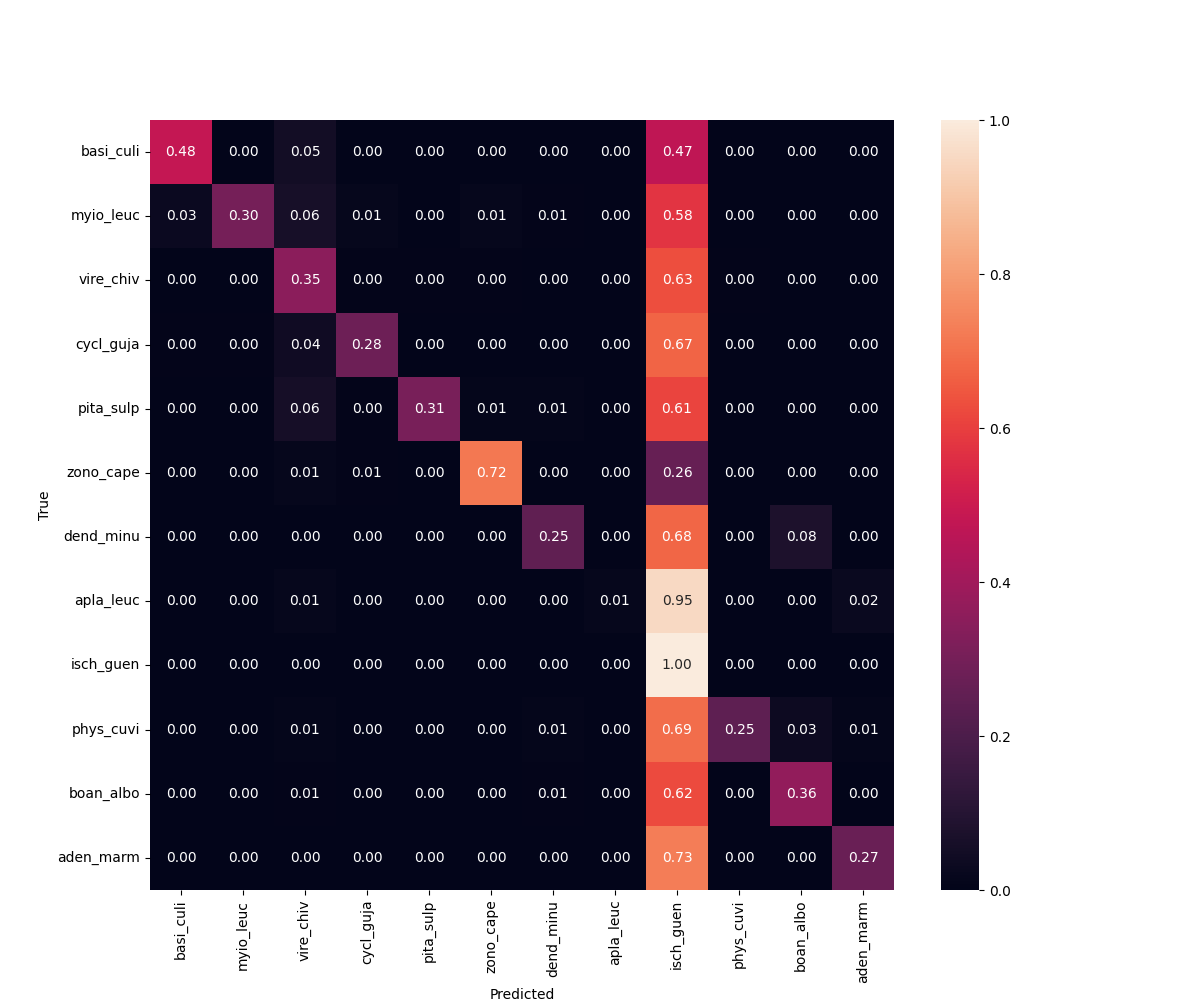 basi_culi 0.48 0.00 0.05 0.00 0.00 0.00 0.00 0.00 0.47 0.00 0.00 0.00
myio_leuc 0.03 0.30 0.06 0.01 0.00 0.01 0.01 0.00 0.58 0.00 0.00 0.00
vire_chiv 0.00 0.00 0.35 0.00 0.00 0.00 0.00 0.00 0.63 0.00 0.00 0.00
cycl_guja 0.00 0.00 0.04 0.28 0.00 0.00 0.00 0.00 0.67 0.00 0.00 0.00
pita_sulp 0.00 0.00 0.06 0.00 0.31 0.01 0.01 0.00 0.61 0.00 0.00 0.00
zono_cape 0.00 0.00 0.01 0.01 0.00 0.72 0.00 0.00 0.26 0.00 0.00 0.00
dend_minu 0.00 0.00 0.00 0.00 0.00 0.00 0.25 0.00 0.68 0.00 0.08 0.00
apla_leuc 0.00 0.00 0.01 0.00 0.00 0.00 0.00 0.01 0.95 0.00 0.00 0.02
isch_guen 0.00 0.00 0.00 0.00 0.00 0.00 0.00 0.00 1.00 0.00 0.00 0.00
phys_cuvi 0.00 0.00 0.01 0.00 0.00 0.00 0.01 0.00 0.69 0.25 0.03 0.01
boan_albo 0.00 0.00 0.01 0.00 0.00 0.00 0.01 0.00 0.62 0.00 0.36 0.00
aden_marm 0.00 0.00 0.00 0.00 0.00 0.00 0.00 0.00 0.73 0.00 0.00 0.27
True
basi_culi myio_leuc vire_chiv cycl_guja pita_sulp zono_cape dend_minu apla_leuc isch_guen phys_cuvi boan_albo aden_marm
Predicted
1.0
0.8
0.6
0.4
0.2
0.0